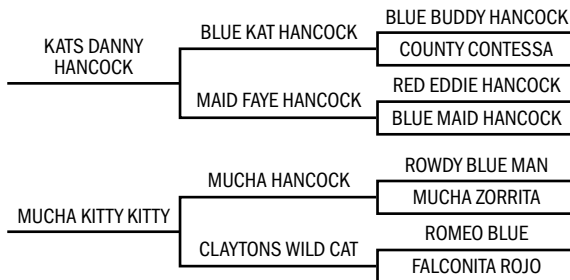 BLUE BUDDY HANCOCK
BLUE KAT HANCOCK
COUNTY CONTESSA
KATS DANNY
HANCOCK
RED EDDIE HANCOCK
MAID FAYE HANCOCK
BLUE MAID HANCOCK
ROWDY BLUE MAN
MUCHA HANCOCK
MUCHA ZORRITA
MUCHA KITTY KITTY
ROMEO BLUE
CLAYTONS WILD CAT
FALCONITA ROJO